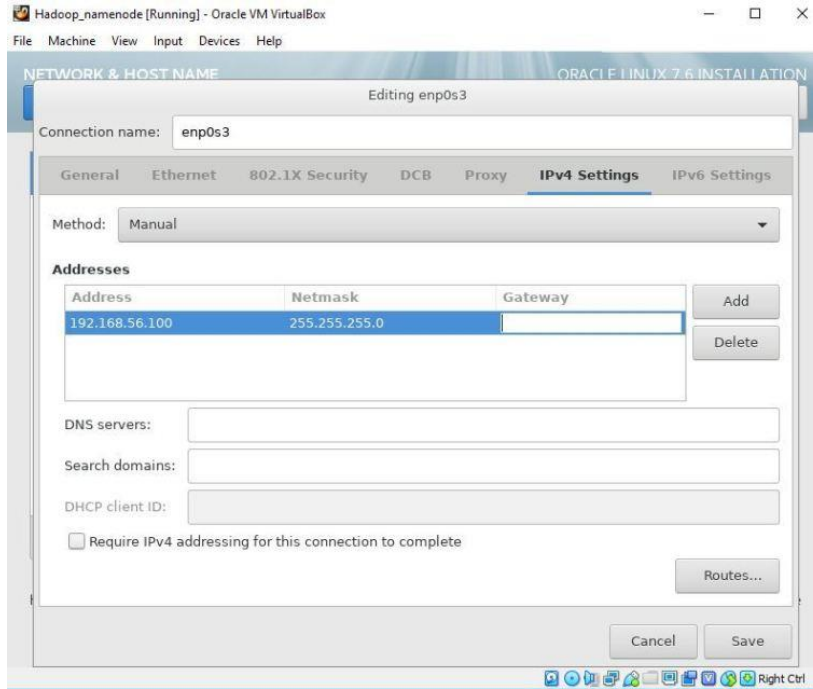 Hadoop_namenode [Running] - Oracle VM VirtualBox
File Machine View Input Devices Help
NETWORK & HOST NAME ORACLE LINUX 7.6 INSTALLATION
Editing enp0s3
Connection name: enp0s3
General Ethernet 802.1X Security DCB Proxy IPv4 Settings IPv6 Settings
Method: Manual
Addresses
Address Netmask Gateway
Add
192.168.56.100 255.255.255.0
Delete
DNS servers:
Search domains:
DHCP client ID:
Require IPv4 addressing for this connection to complete
Routes...
Cancel Save
Right Ctrl